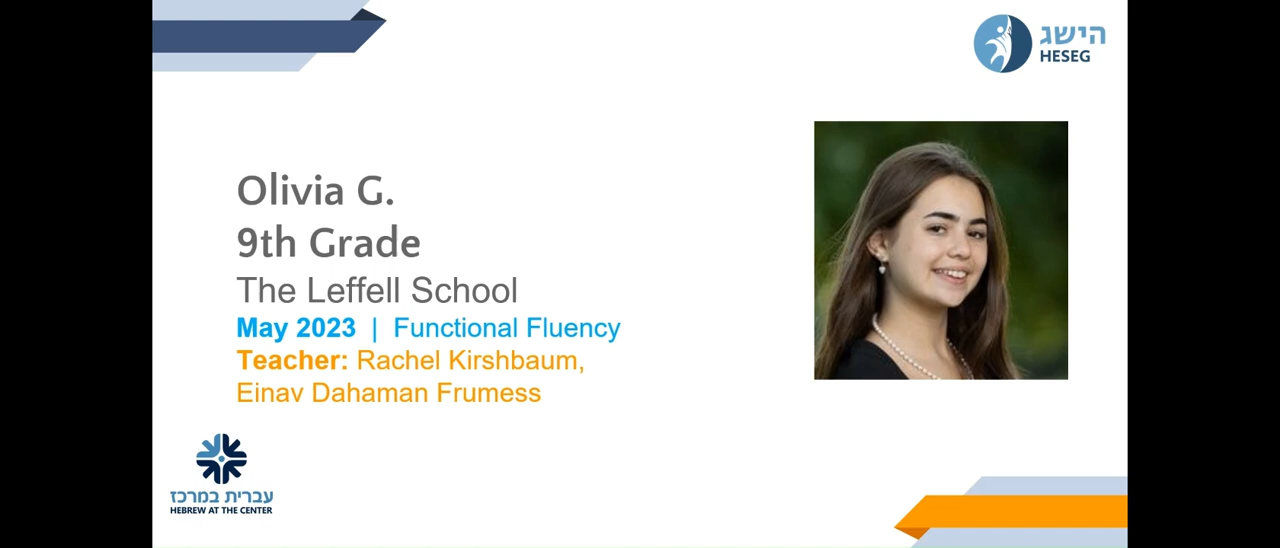 הישג
HESEG
Olivia G.
9th Grade
The Leffell School
May 2023 | Functional Fluency
Teacher: Rachel Kirshbaum,
Einav Dahaman Frumess
עברית במרכז
HEBREW AT THE CENTER